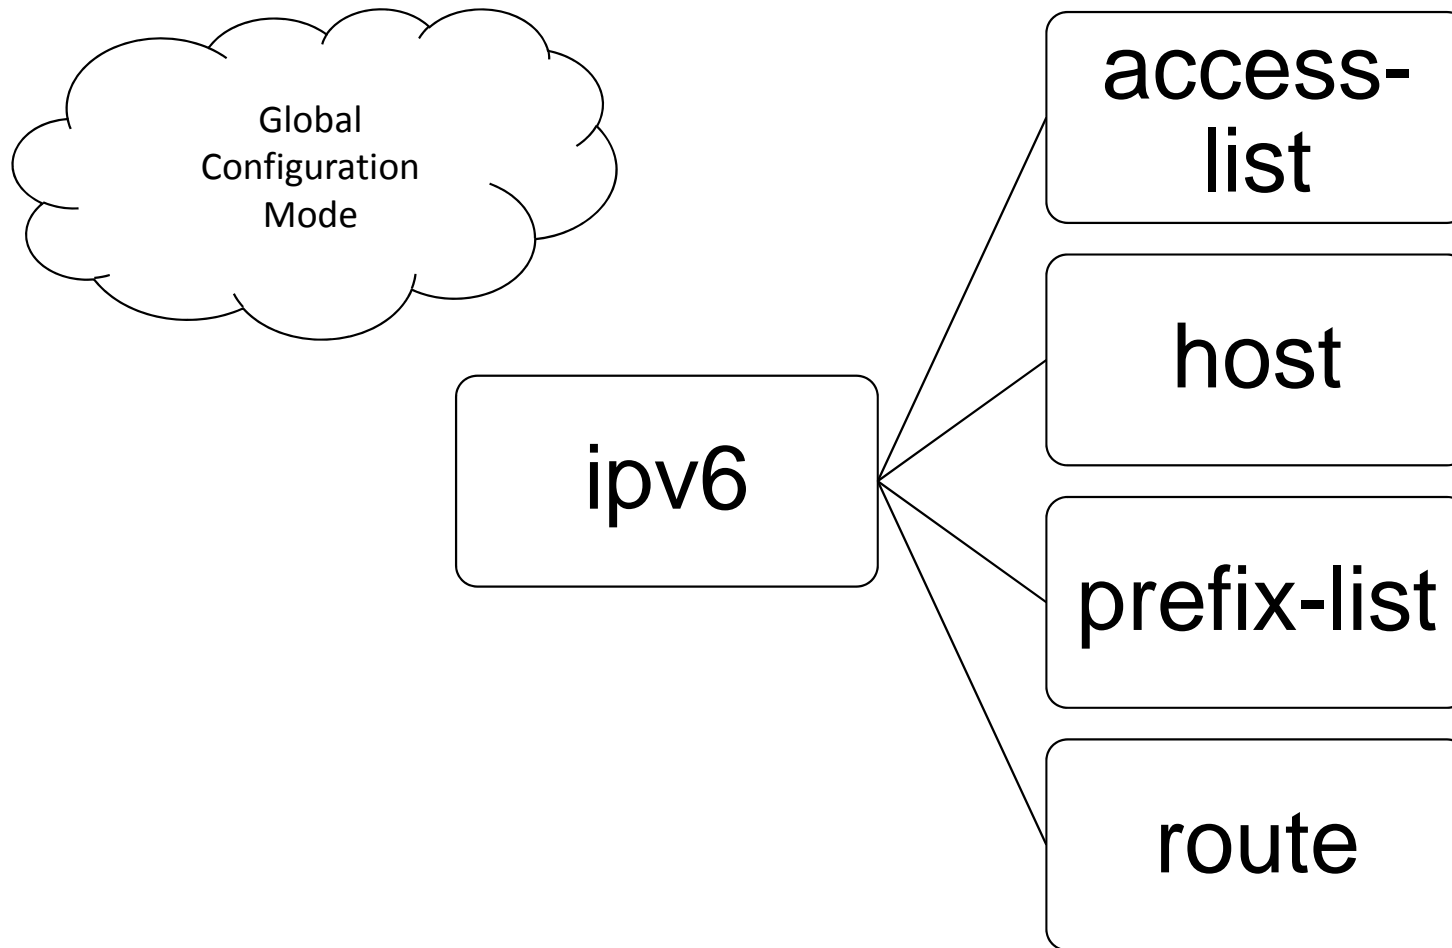 Global
Configuration
Mode
ipv6
access-
list
host
prefix-list
route